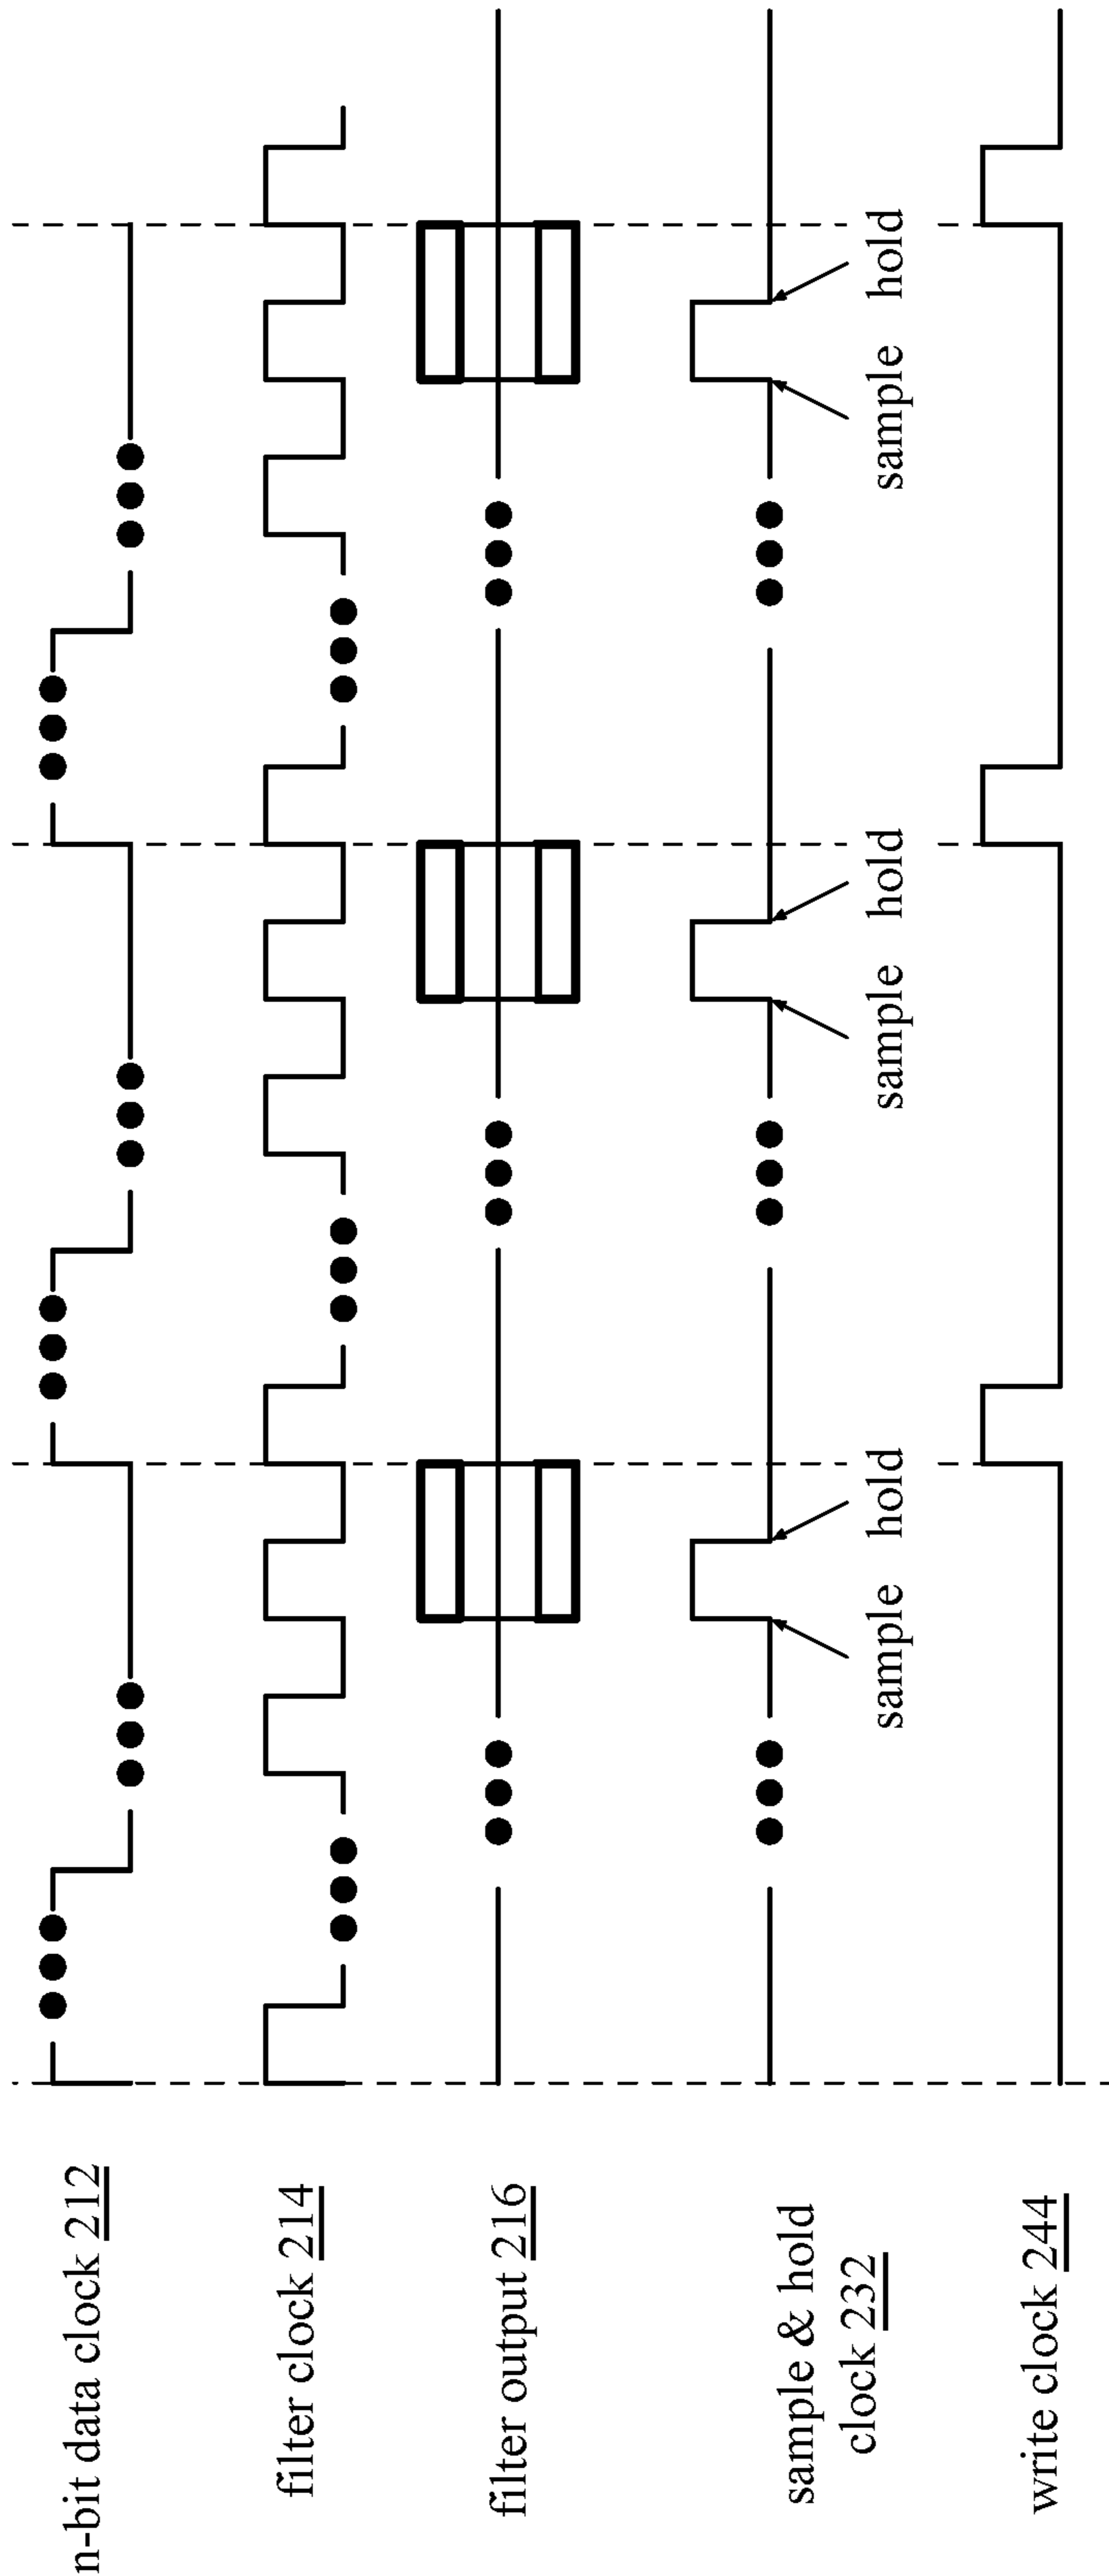 n-bit data clock 212
filter clock 214
filter output 216
sample & hold
clock 232
sample hold
sample hold
sample hold
write clock 244